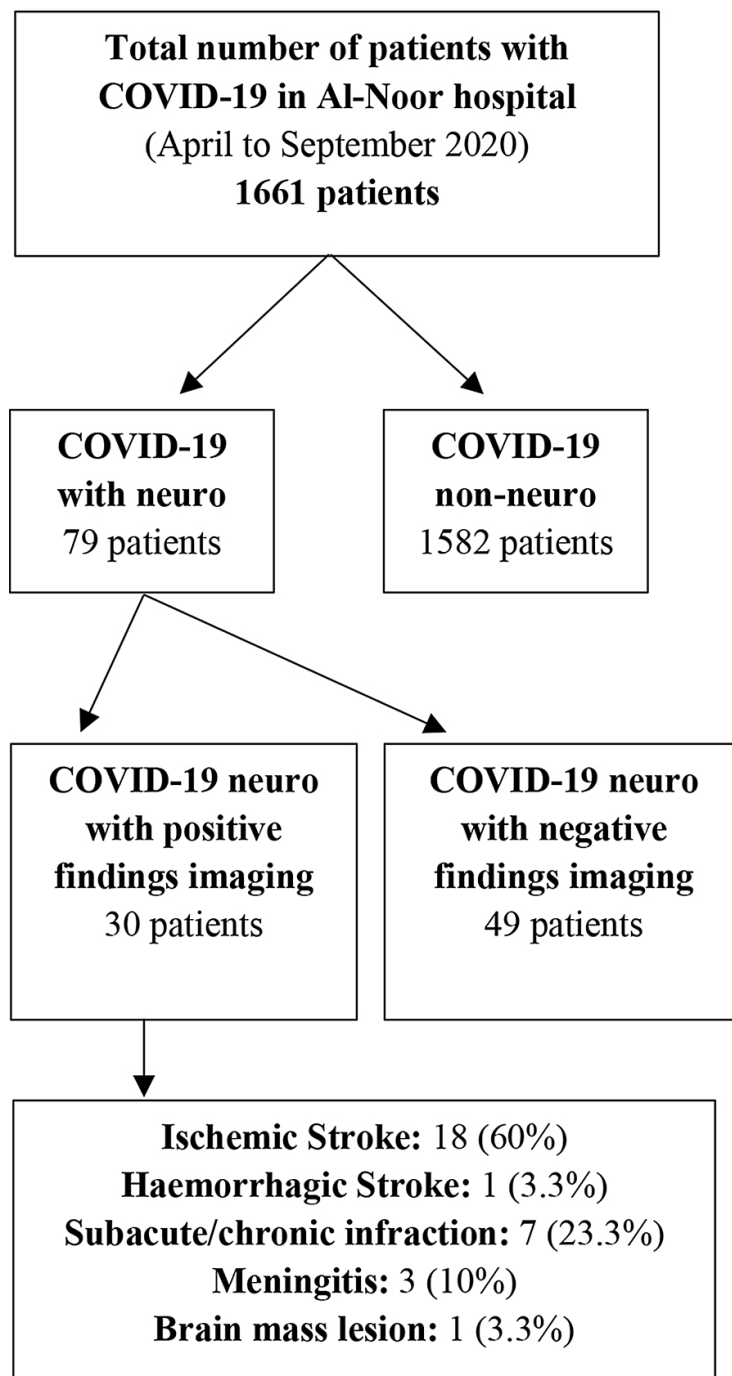 Total number of patients with
COVID-19 in Al-Noor hospital
(April to September 2020)
1661 patients
COVID-19
with neuro
79 patients
COVID-19
non-neuro
1582 patients
COVID-19 neuro
with positive
findings imaging
30 patients
COVID-19 neuro
with negative
findings imaging
49 patients
Ischemic Stroke: 18 (60%)
Haemorrhagic Stroke: 1 (3.3%)
Subacute/chronic infraction: 7 (23.3%)
Meningitis: 3 (10%)
Brain mass lesion: 1 (3.3%)